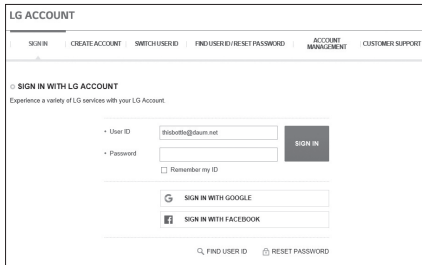 LG ACCOUNT
SIGN IN | CREATE ACCOUNT | SWITCH USER ID | FIND USER ID / RESET PASSWORD | ACCOUNT MANAGEMENT | CUSTOMER SUPPORT
SIGN IN WITH LG ACCOUNT
Experience a variety of LG services with your LG Account.
• User ID thisbottle@daum.net
SIGN IN
• Password
Remember my ID
G SIGN IN WITH GOOGLE
f SIGN IN WITH FACEBOOK
FIND USER ID RESET PASSWORD